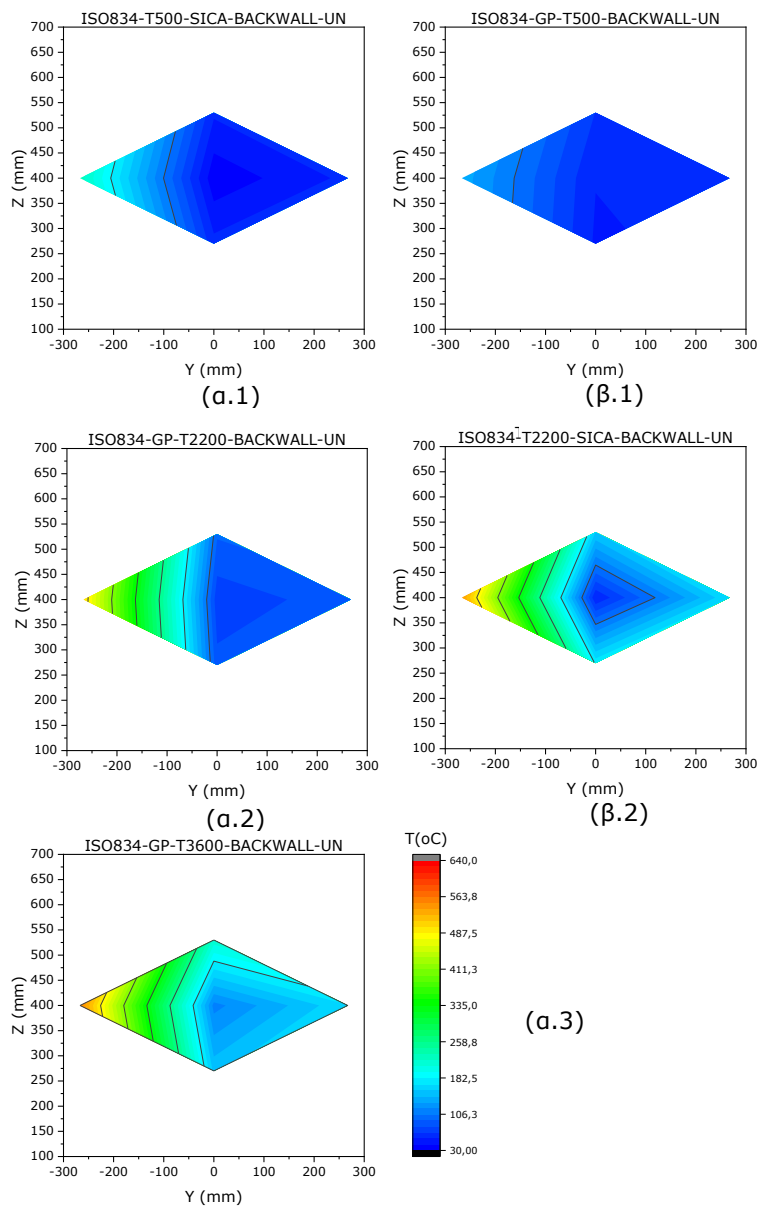 ISO834-T500-SICA-BACKWALL-UN
700
650
600
550
500
450
400
350
300
250
200
150
100
Z (mm)
-300 -200 -100 0 100 200 300
Y (mm)
(α.1)
ISO834-GP-T500-BACKWALL-UN
700
650
600
550
500
450
400
350
300
250
200
150
100
Z (mm)
-300 -200 -100 0 100 200 300
Y (mm)
(β.1)
ISO834-GP-T2200-BACKWALL-UN
700
650
600
550
500
450
400
350
300
250
200
150
100
Z (mm)
-300 -200 -100 0 100 200 300
Y (mm)
(α.2)
ISO834-T2200-SICA-BACKWALL-UN
700
650
600
550
500
450
400
350
300
250
200
150
100
Z (mm)
-300 -200 -100 0 100 200 300
Y (mm)
(β.2)
ISO834-GP-T3600-BACKWALL-UN
700
650
600
550
500
450
400
350
300
250
200
150
100
Z (mm)
-300 -200 -100 0 100 200 300
Y (mm)
T(oC)
640,0
563,8
487,5
411,3
335,0
258,8
182,5
106,3
30,00
(α.3)